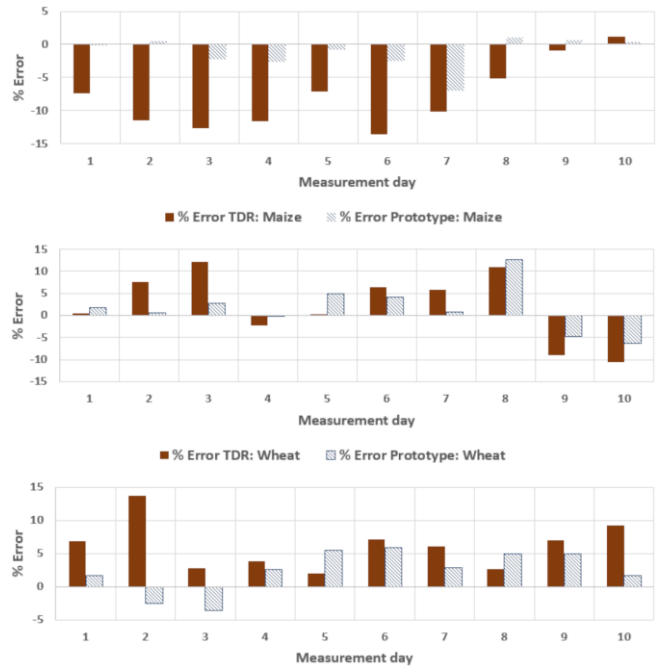 5
0
-5
-10
-15
% Error
1 2 3 4 5 6 7 8 9 10
Measurement day
% Error TDR: Maize % Error Prototype: Maize
15
10
5
0
-5
-10
-15
% Error
1 2 3 4 5 6 7 8 9 10
Measurement day
% Error TDR: Wheat % Error Prototype: Wheat
15
10
5
0
-5
% Error
1 2 3 4 5 6 7 8 9 10
Measurement day